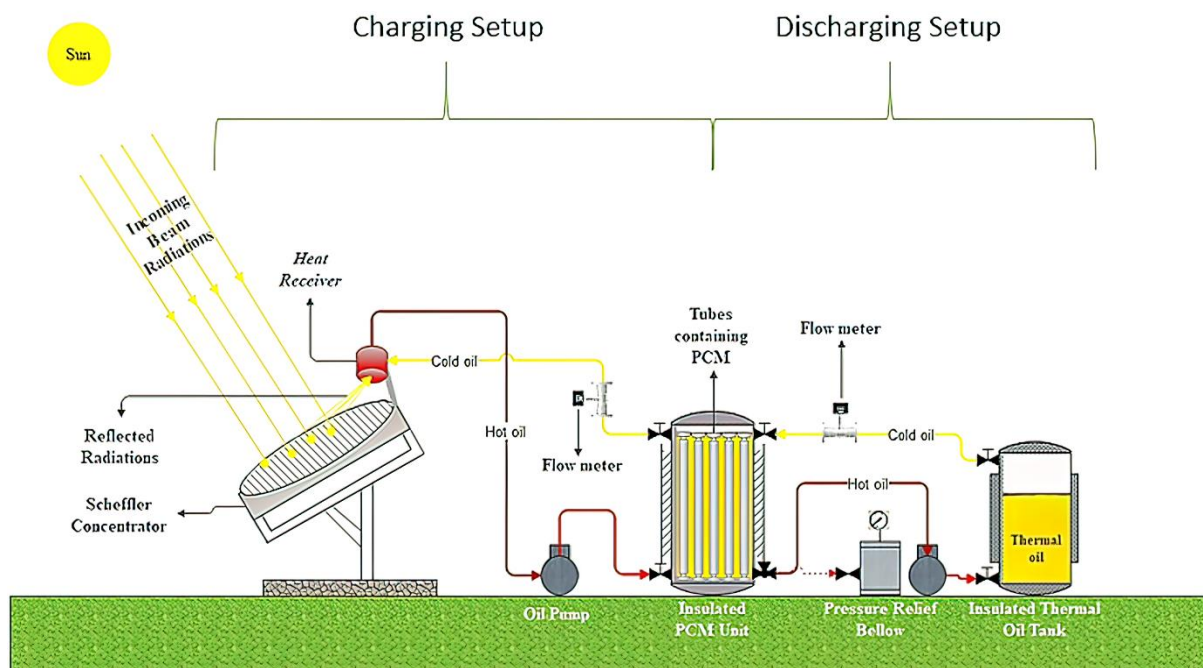 Charging Setup
Discharging Setup
Sun
Incoming
Beam
Radiations
Heat
Receiver
Tubes
containing
PCM
Flow meter
Cold oil
Reflected
Radiations
Hot oil
Flow meter
Cold oil
Scheffler
Concentrator
Hot oil
Thermal
oil
Oil Pump
Insulated
PCM Unit
Pressure Relief
Bellow
Insulated Thermal
Oil Tank